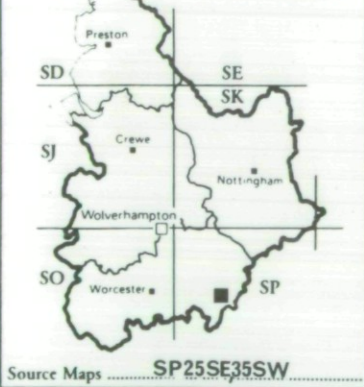 Preston
SD SE
SK
SJ Crewe
Nottingham
Wolverhampton
SO Worcester SP
Source Maps SP25SE35SW